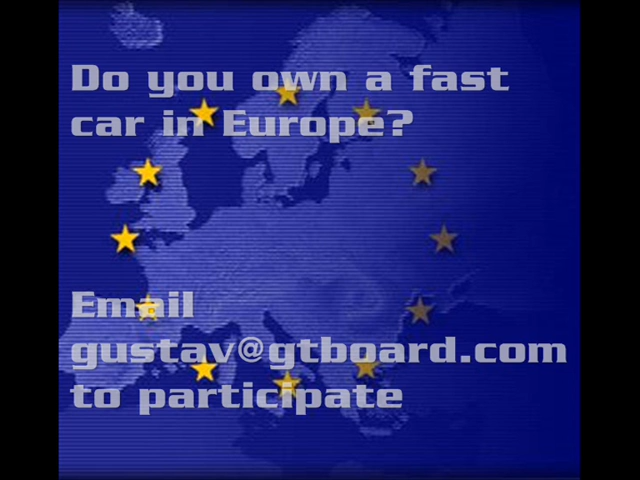 Do you own a fast
car in Europe?
Email
gustav@gtboard.com
to participate